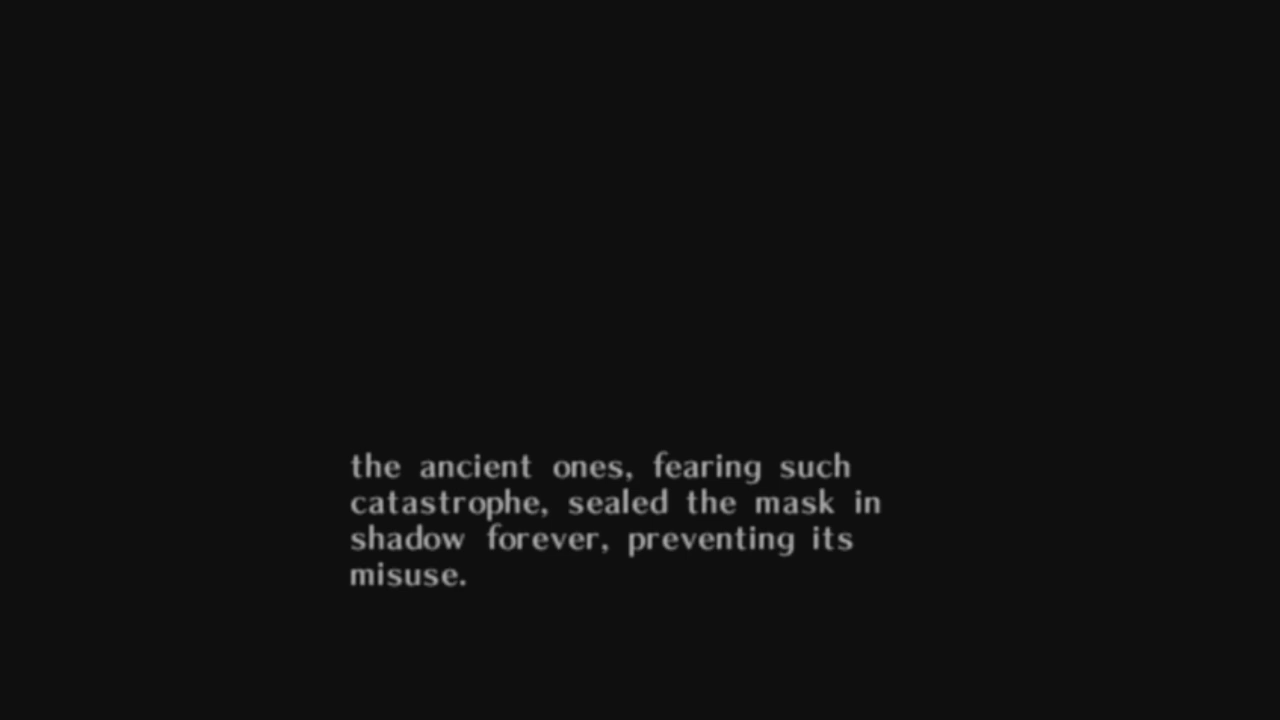 the ancient ones, fearing such
catastrophe, sealed the mask in
shadow forever, preventing its
misuse.